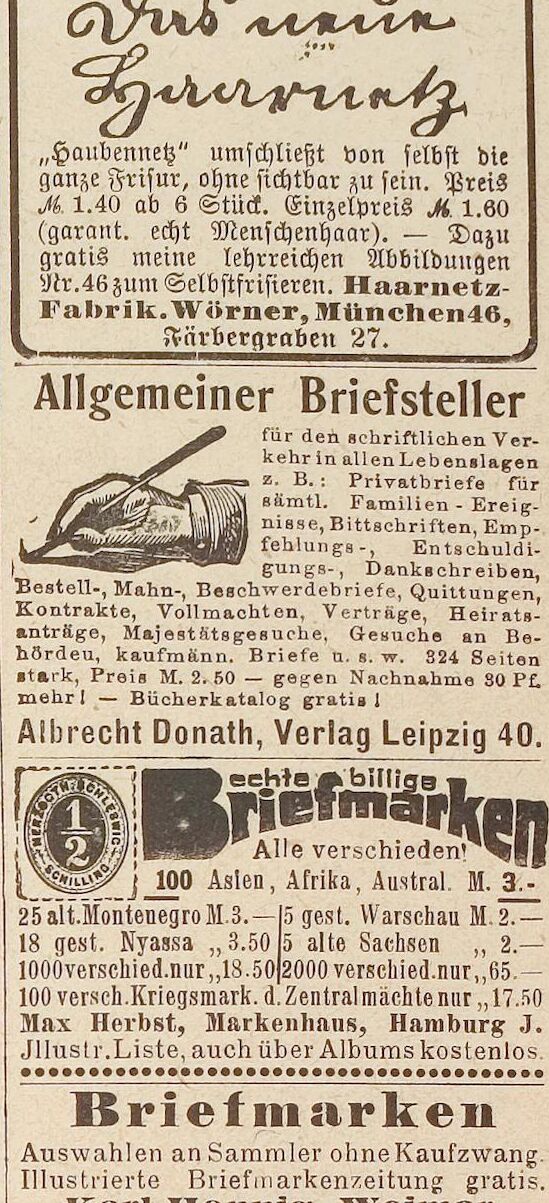 Das neue
Haarnetz
„Haubennetz“ umschließt von selbst die
ganze Frisur, ohne sichtbar zu sein. Preis
M. 1.40 ab 6 Stück. Einzelpreis M. 1.60
(garant. echt Menschenhaar). — Dazu
gratis meine lehrreichen Abbildungen
Nr. 46 zum Selbstfrisieren. Haarnetz-
Fabrik. Wörner, München 46,
Färbergraben 27.
Allgemeiner Briefsteller
für den schriftlichen Ver-
kehr in allen Lebenslagen
z. B.: Privatbriefe für
sämtl. Familien-Ereig-
nisse, Bittschriften, Emp-
fehlungs-, Entschuldi-
gungs-, Dankschreiben,
Bestell-, Mahn-, Beschwerdebriefe, Quittungen,
Kontrakte, Vollmachten, Verträge, Heirats-
anträge, Majestätsgesuche, Gesuche an Be-
hördeu, kaufmänn. Briefe u. s. w. 324 Seiten
stark, Preis M. 2.50 — gegen Nachnahme 30 Pf.
mehr! — Bücherkatalog gratis!
Albrecht Donath, Verlag Leipzig 40.
HERZOGTH. SCHLESWIG
1/2
SCHILLING
echte billige
Briefmarken
Alle verschieden!
100 Asien, Afrika, Austral. M. 3.-
25 alt. Montenegro M. 3.— 5 gest. Warschau M. 2.—
18 gest. Nyassa „ 3.50 5 alte Sachsen „ 2.—
1000 verschied. nur „ 18.50 2000 verschied. nur „ 65.—
100 versch. Kriegsmark. d. Zentralmächte nur „ 17.50
Max Herbst, Markenhaus, Hamburg J.
Jllustr. Liste, auch über Albums kostenlos.
Briefmarken
Auswahlen an Sammler ohne Kaufzwang.
Illustrierte Briefmarkenzeitung gratis.